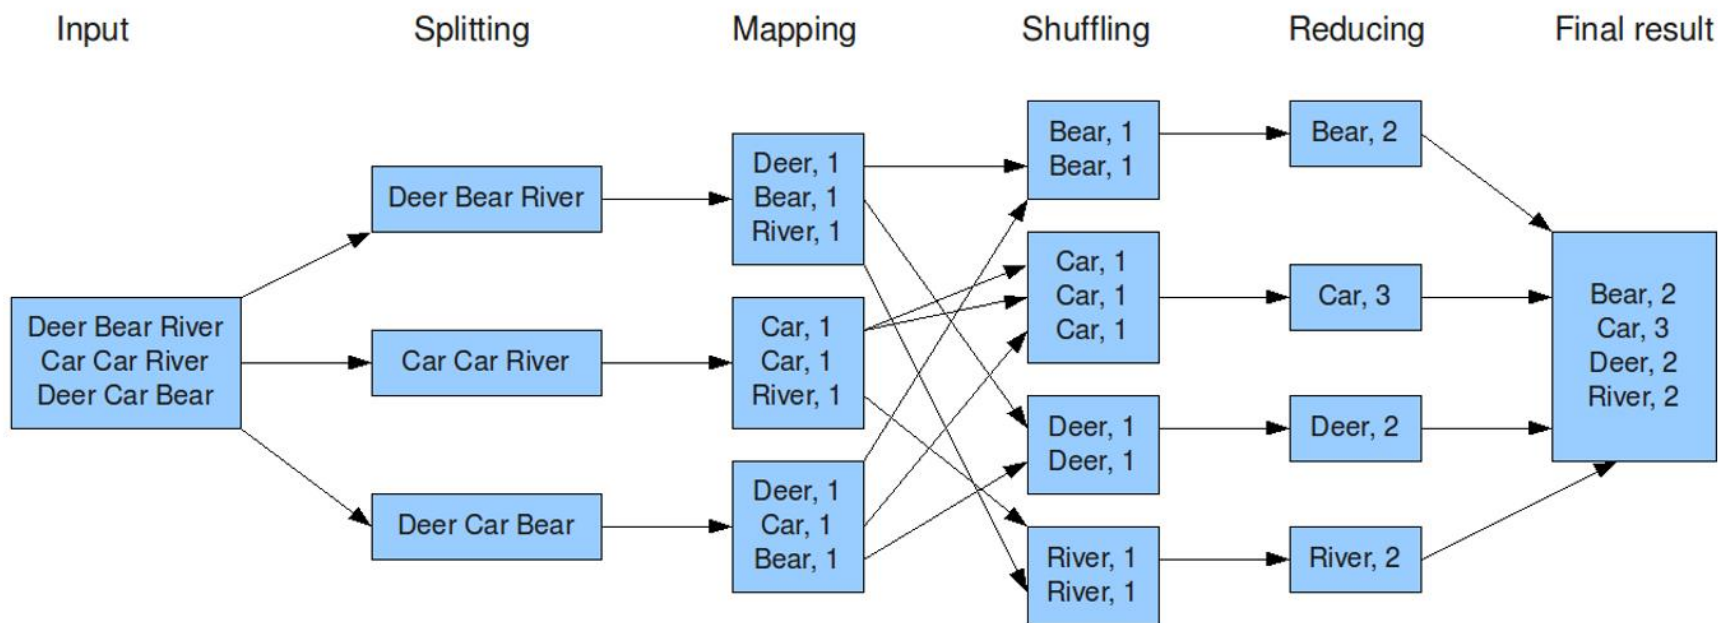 Input
Splitting
Mapping
Shuffling
Reducing
Final result
Deer Bear River
Car Car River
Deer Car Bear
Deer Bear River
Car Car River
Deer Car Bear
Deer, 1
Bear, 1
River, 1
Car, 1
Car, 1
River, 1
Deer, 1
Car, 1
Bear, 1
Bear, 1
Bear, 1
Car, 1
Car, 1
Car, 1
Deer, 1
Deer, 1
River, 1
River, 1
Bear, 2
Car, 3
Deer, 2
River, 2
Bear, 2
Car, 3
Deer, 2
River, 2